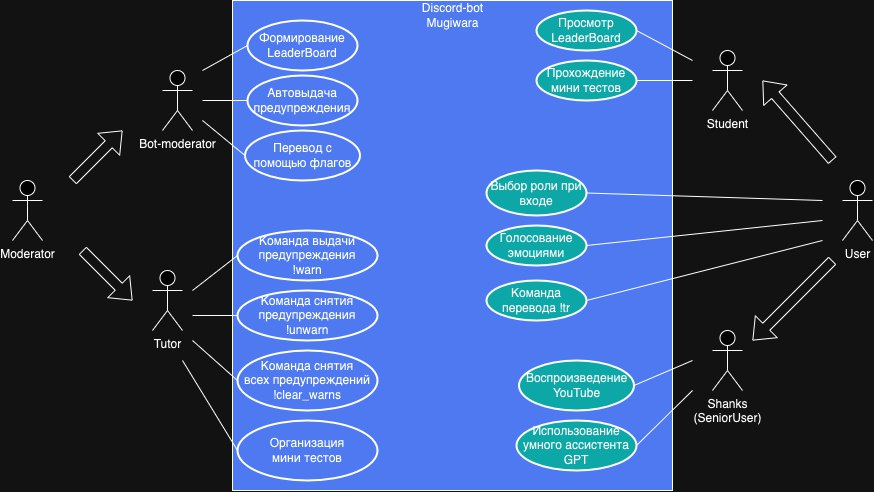 Discord-bot
Mugiwara
Формирование
LeaderBoard
Автовыдача
предупреждения
Перевод с
помощью флагов
Bot-moderator
Moderator
Команда выдачи
предупреждения
!warn
Команда снятия
предупреждения
!unwarn
Команда снятия
всех предупреждений
!clear_warns
Организация
мини тестов
Tutor
Просмотр
LeaderBoard
Прохождение
мини тестов
Student
Выбор роли при
входе
Голосование
эмоциями
Команда
перевода !tr
User
Воспроизведение
YouTube
Использование
умного ассистента
GPT
Shanks
(SeniorUser)